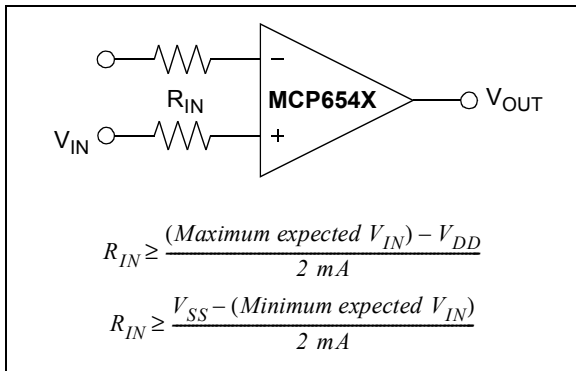 −
R_IN
MCP654X
V_OUT
V_IN
+
R_IN ≥ (Maximum expected V_IN) − V_DD / 2 mA
R_IN ≥ V_SS − (Minimum expected V_IN) / 2 mA